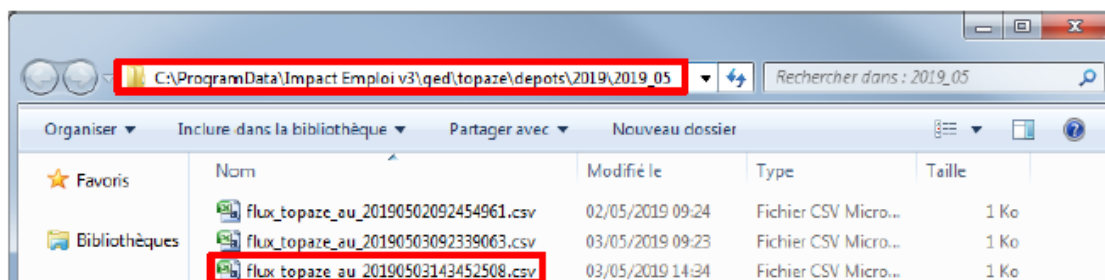 C:\ProgramData\Impact Emploi v3\qed\topaze\depots\2019\2019_05
Rechercher dans : 2019_05
Organiser Inclure dans la bibliothèque Partager avec Nouveau dossier
Favoris Nom Modifié le Type Taille
flux_topaze_au_20190502092454961.csv 02/05/2019 09:24 Fichier CSV Micro... 1 Ko
Bibliothèques flux_topaze_au_20190503092339063.csv 03/05/2019 09:23 Fichier CSV Micro... 1 Ko
flux_topaze_au_20190503143452508.csv 03/05/2019 14:34 Fichier CSV Micro... 1 Ko